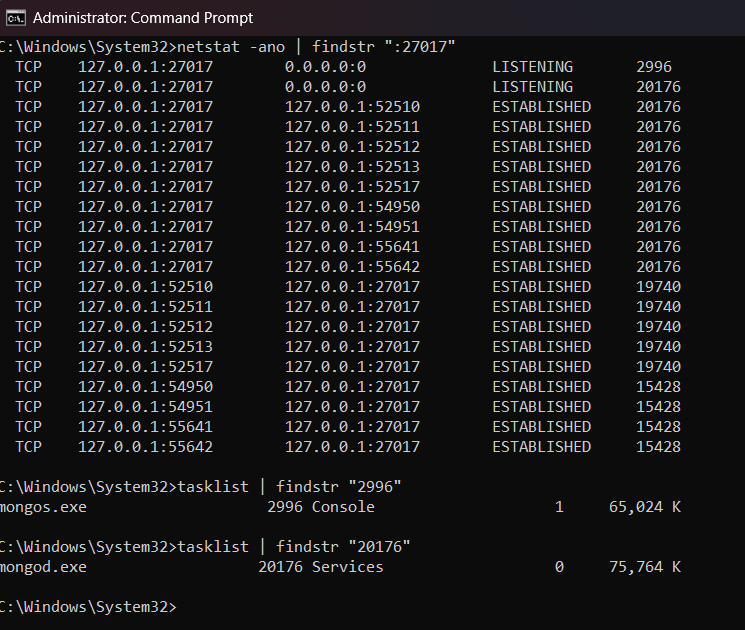 Administrator: Command Prompt
C:\Windows\System32>netstat -ano | findstr ":27017"
TCP 127.0.0.1:27017 0.0.0.0:0 LISTENING 2996
TCP 127.0.0.1:27017 0.0.0.0:0 LISTENING 20176
TCP 127.0.0.1:27017 127.0.0.1:52510 ESTABLISHED 20176
TCP 127.0.0.1:27017 127.0.0.1:52511 ESTABLISHED 20176
TCP 127.0.0.1:27017 127.0.0.1:52512 ESTABLISHED 20176
TCP 127.0.0.1:27017 127.0.0.1:52513 ESTABLISHED 20176
TCP 127.0.0.1:27017 127.0.0.1:52517 ESTABLISHED 20176
TCP 127.0.0.1:27017 127.0.0.1:54950 ESTABLISHED 20176
TCP 127.0.0.1:27017 127.0.0.1:54951 ESTABLISHED 20176
TCP 127.0.0.1:27017 127.0.0.1:55641 ESTABLISHED 20176
TCP 127.0.0.1:27017 127.0.0.1:55642 ESTABLISHED 20176
TCP 127.0.0.1:52510 127.0.0.1:27017 ESTABLISHED 19740
TCP 127.0.0.1:52511 127.0.0.1:27017 ESTABLISHED 19740
TCP 127.0.0.1:52512 127.0.0.1:27017 ESTABLISHED 19740
TCP 127.0.0.1:52513 127.0.0.1:27017 ESTABLISHED 19740
TCP 127.0.0.1:52517 127.0.0.1:27017 ESTABLISHED 19740
TCP 127.0.0.1:54950 127.0.0.1:27017 ESTABLISHED 15428
TCP 127.0.0.1:54951 127.0.0.1:27017 ESTABLISHED 15428
TCP 127.0.0.1:55641 127.0.0.1:27017 ESTABLISHED 15428
TCP 127.0.0.1:55642 127.0.0.1:27017 ESTABLISHED 15428
C:\Windows\System32>tasklist | findstr "2996"
mongos.exe 2996 Console 1 65,024 K
C:\Windows\System32>tasklist | findstr "20176"
mongod.exe 20176 Services 0 75,764 K
C:\Windows\System32>